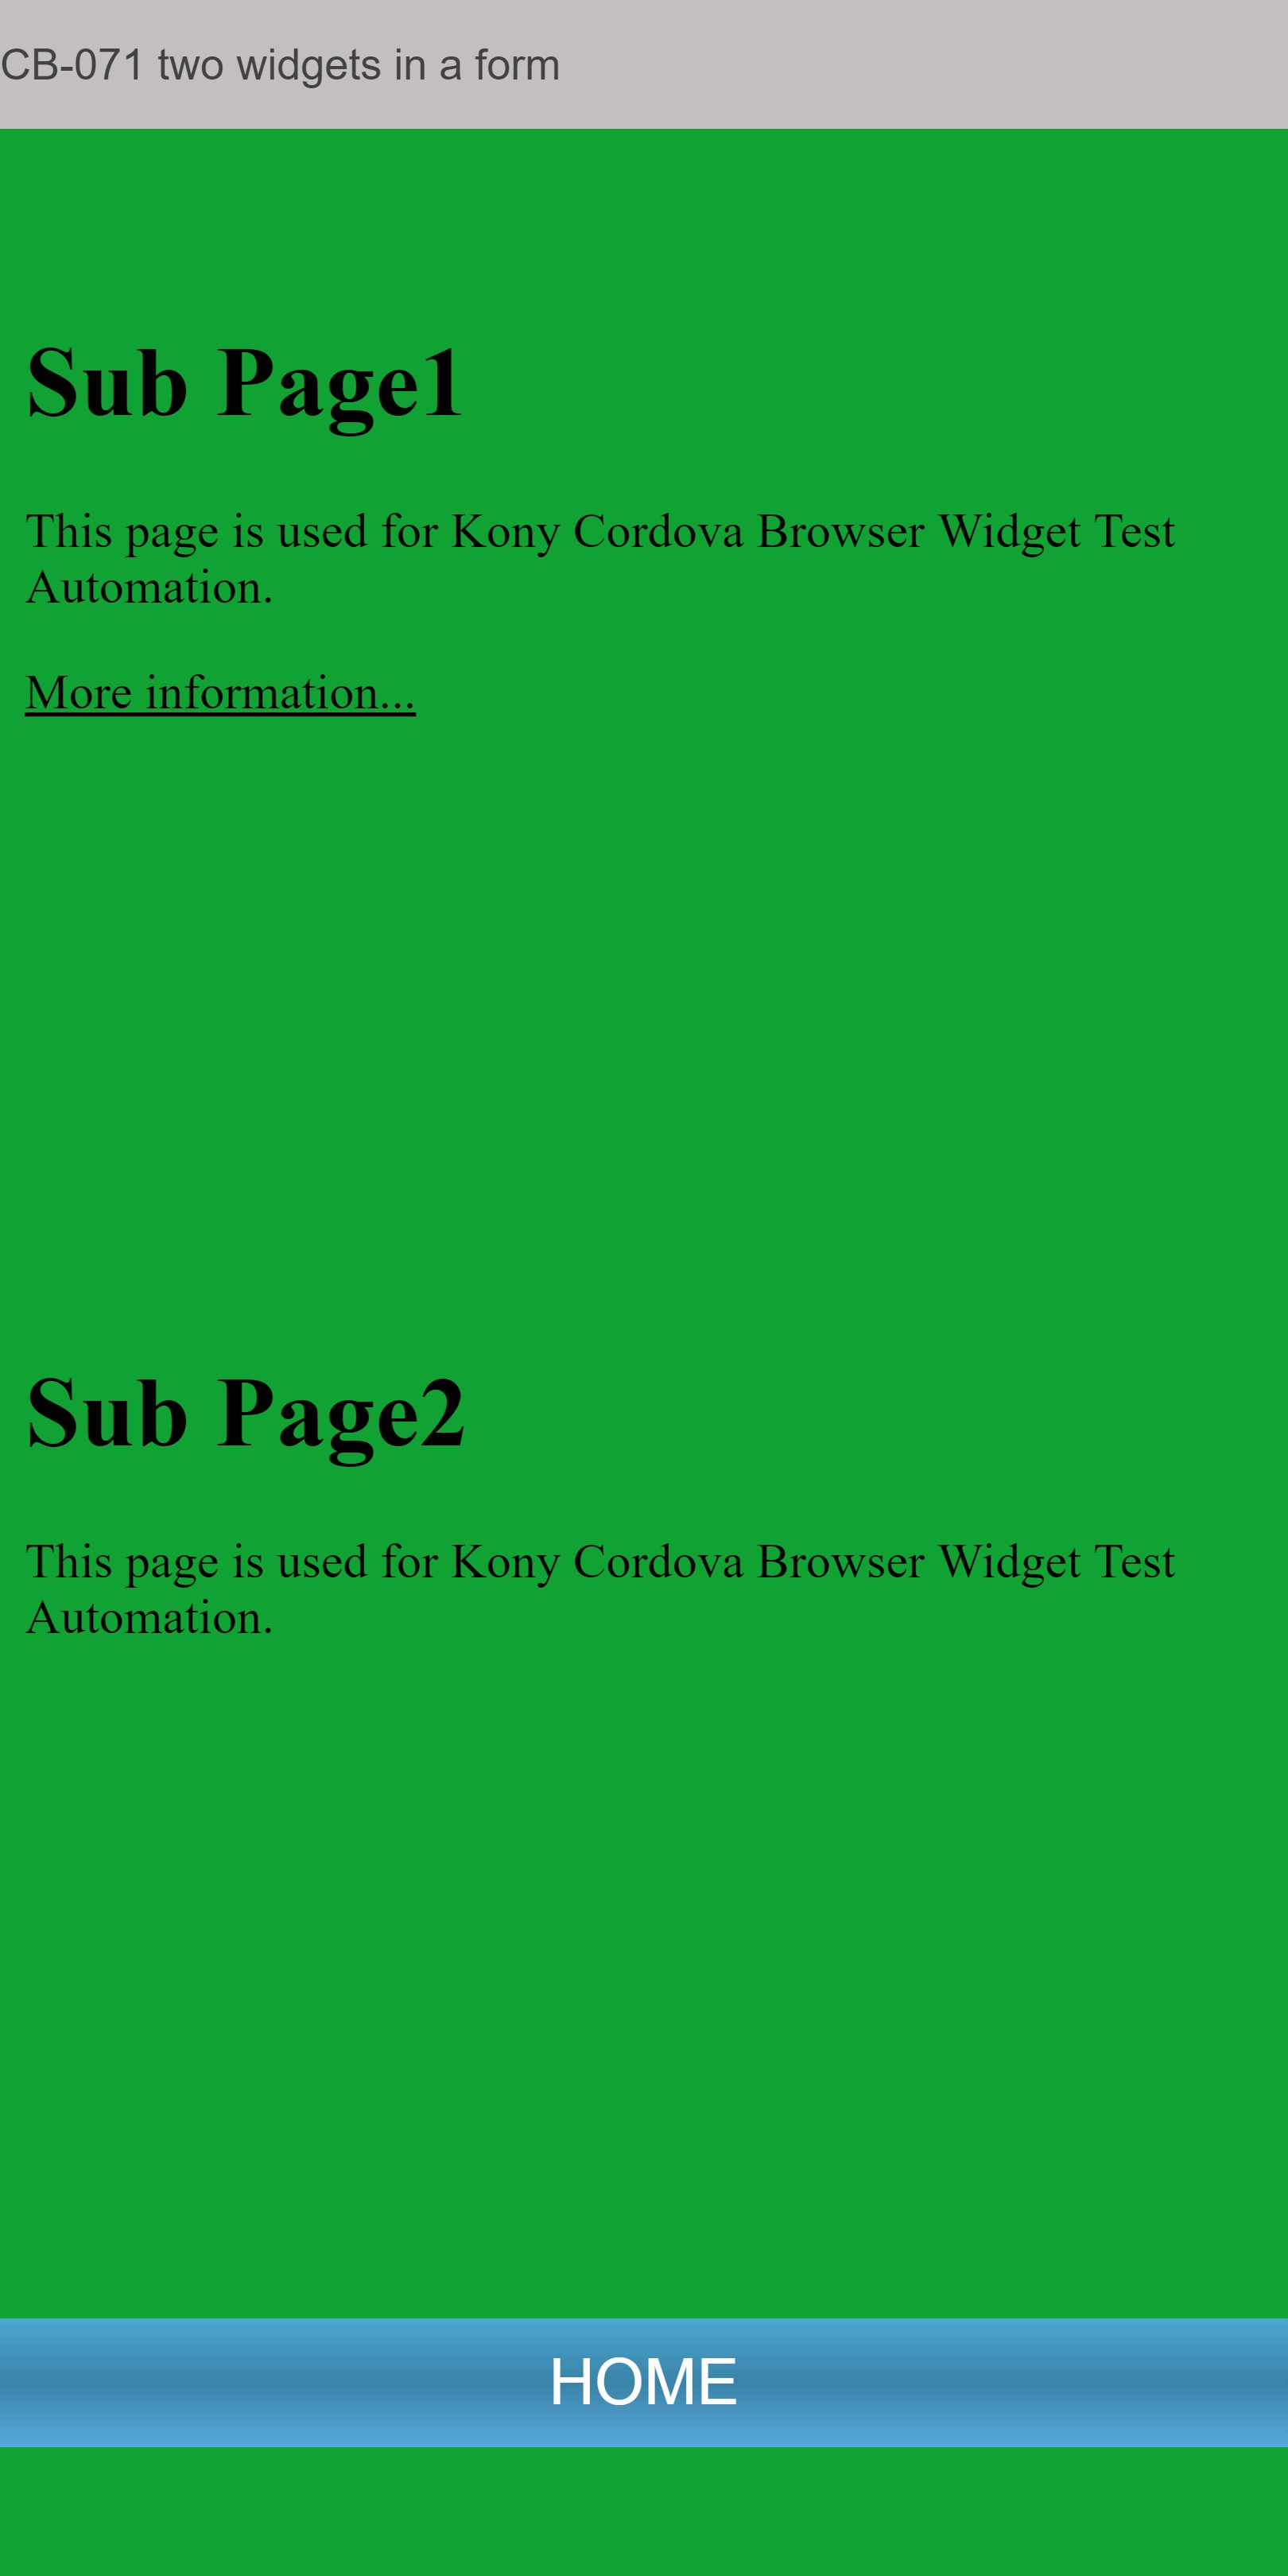 CB-071 two widgets in a form
Sub Page1
This page is used for Kony Cordova Browser Widget Test
Automation.
More information...
Sub Page2
This page is used for Kony Cordova Browser Widget Test
Automation.
HOME